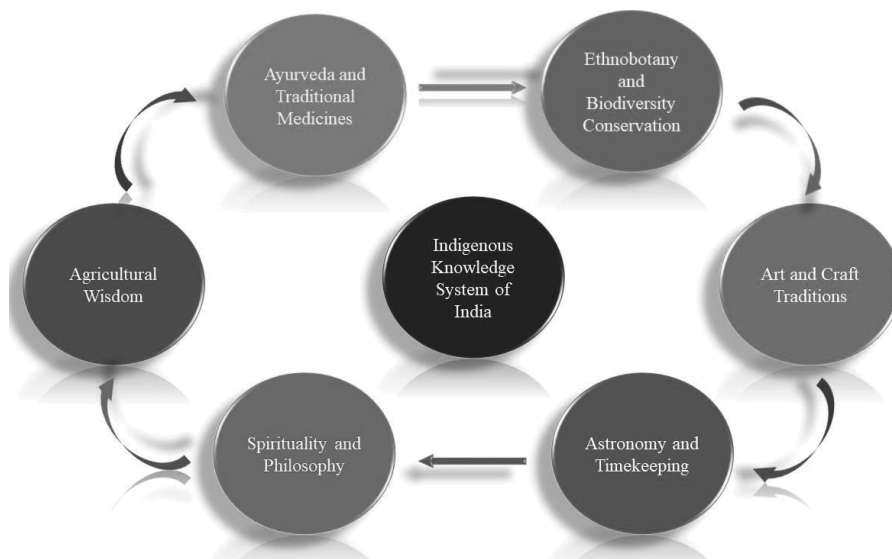 Ayurveda and
Traditional
Medicines
Ethnobotany
and
Biodiversity
Conservation
Agricultural
Wisdom
Indigenous
Knowledge
System of
India
Art and Craft
Traditions
Spirituality and
Philosophy
Astronomy and
Timekeeping